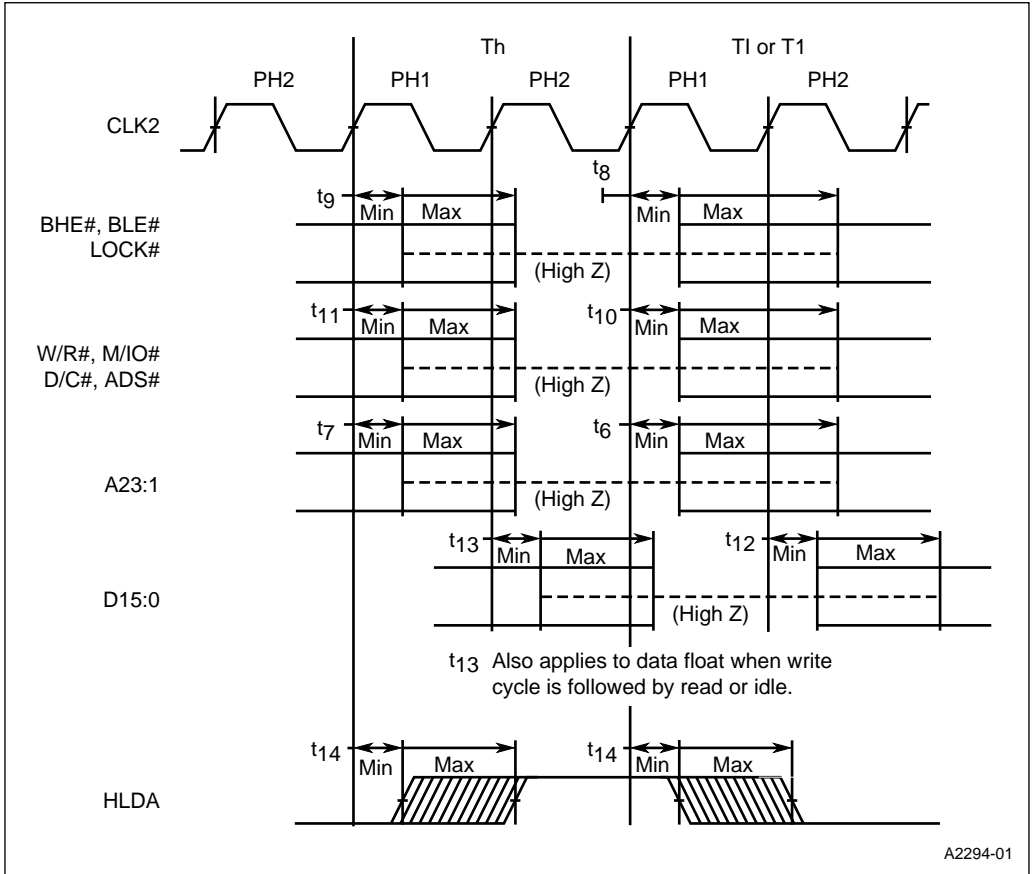 Th TI or T1
PH2 PH1 PH2 PH1 PH2
CLK2
t8
t9 Min Max Min Max
BHE#, BLE#
LOCK#
(High Z)
t11 Min Max t10 Min Max
W/R#, M/IO#
D/C#, ADS#
(High Z)
t7 Min Max t6 Min Max
A23:1
(High Z)
t13 Min Max t12 Min Max
D15:0
(High Z)
t13 Also applies to data float when write
cycle is followed by read or idle.
t14 Min Max t14 Min Max
HLDA
A2294-01